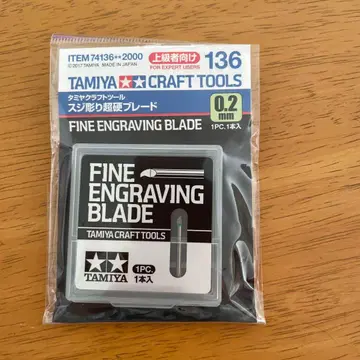 ITEM 74136★★2000
©2017 TAMIYA MADE IN JAPAN
上級者向け
FOR EXPERT USERS
136
TAMIYA ★★ CRAFT TOOLS
タミヤクラフトツール
スジ彫り超硬ブレード
0.2
mm
FINE ENGRAVING BLADE
1PC. 1本入
FINE
ENGRAVING
BLADE
TAMIYA CRAFT TOOLS
TAMIYA
1PC.
1本入